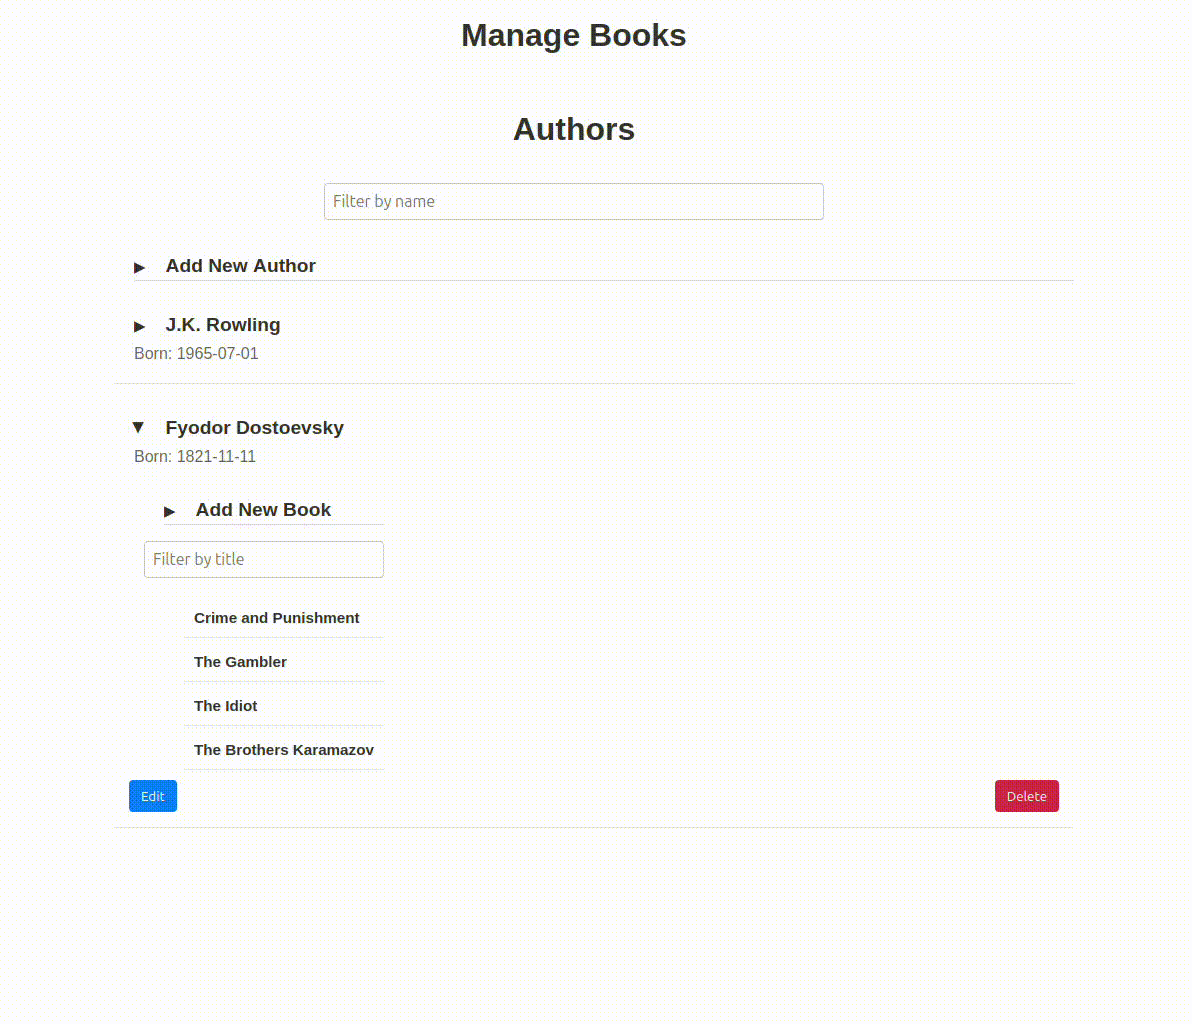 Manage Books
Authors
Filter by name
Add New Author
J.K. Rowling
Born: 1965-07-01
Fyodor Dostoevsky
Born: 1821-11-11
Add New Book
Filter by title
Crime and Punishment
The Gambler
The Idiot
The Brothers Karamazov
Edit Delete